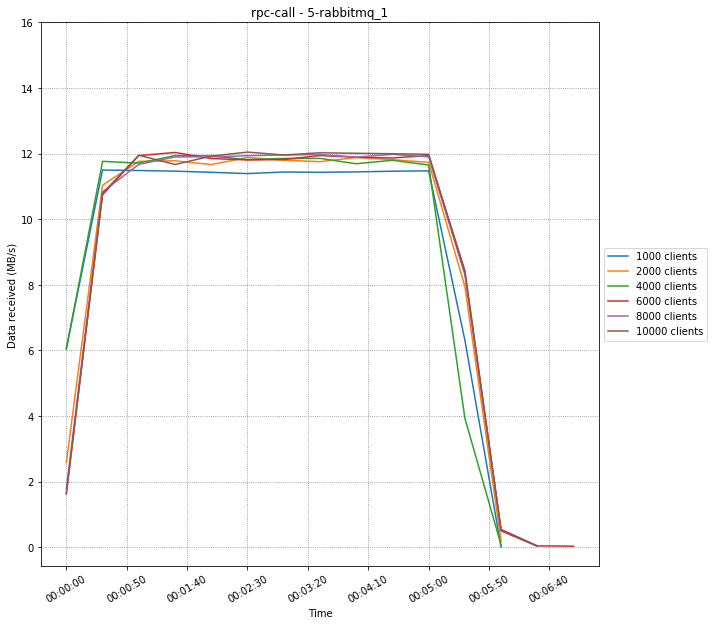 rpc-call - 5-rabbitmq_1
16
14
12
10
8
6
4
2
0
Data received (MB/s)
00:00:00
00:00:50
00:01:40
00:02:30
00:03:20
00:04:10
00:05:00
00:05:50
00:06:40
Time
1000 clients
2000 clients
4000 clients
6000 clients
8000 clients
10000 clients